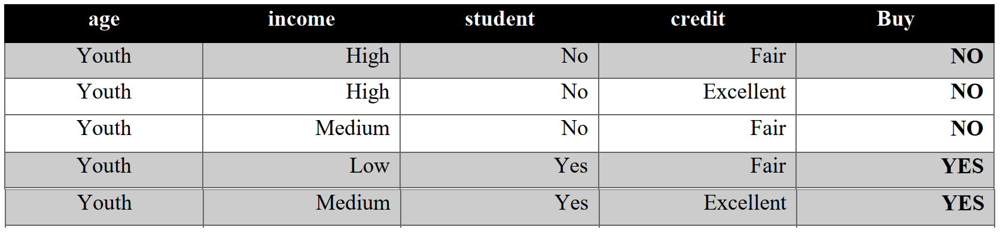 age income student credit Buy
Youth High No Fair NO
Youth High No Excellent NO
Youth Medium No Fair NO
Youth Low Yes Fair YES
Youth Medium Yes Excellent YES